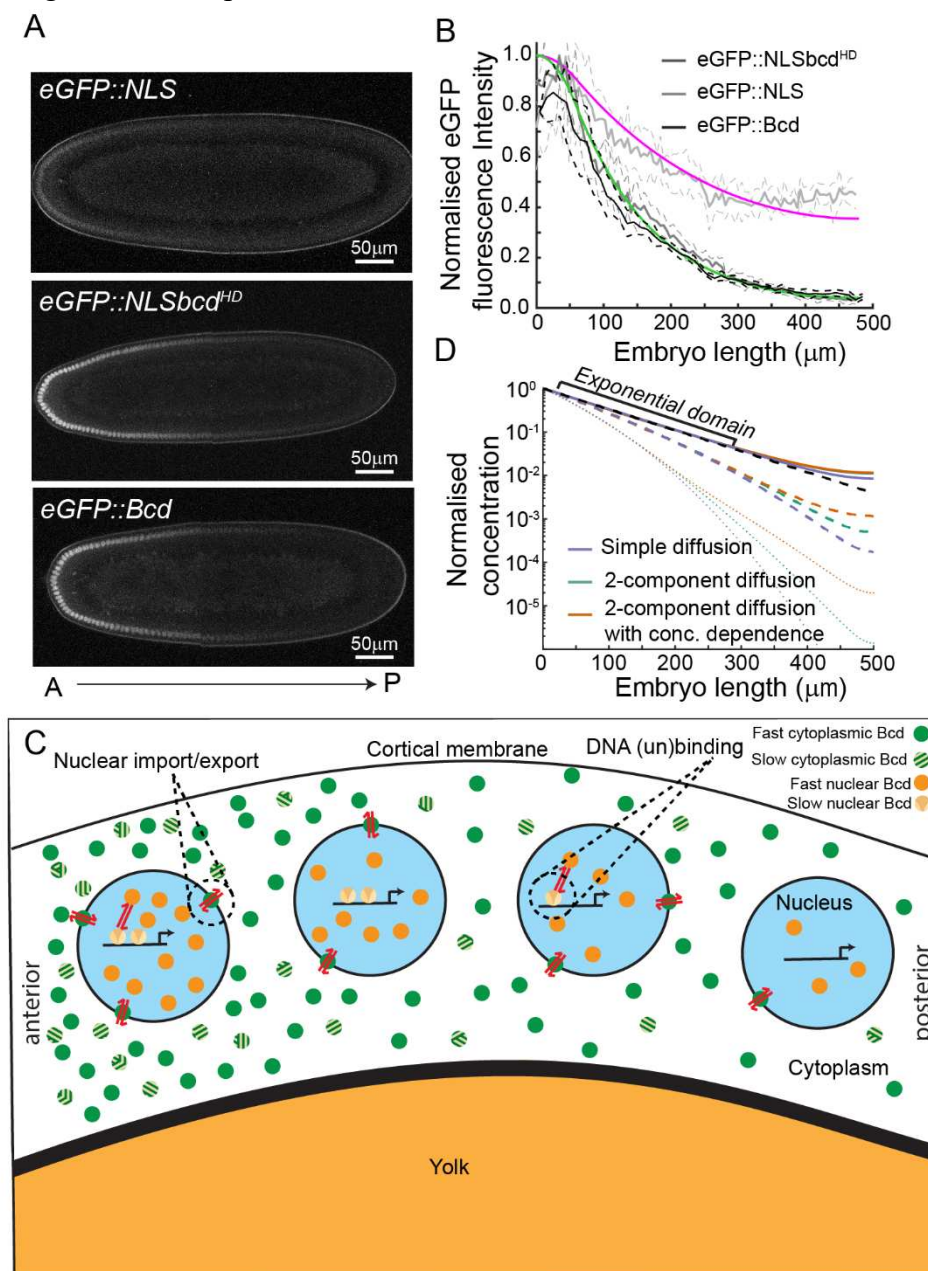 A
eGFP::NLS
50μm
eGFP::NLSbcdHD
50μm
eGFP::Bcd
50μm
A
P
B
Normalised eGFP
fluorescence Intensity
1.0
0.8
0.6
0.4
0.2
0.0
eGFP::NLSbcdHD
eGFP::NLS
eGFP::Bcd
0
100
200
300
400
500
Embryo length (μm)
D
Normalised
concentration
10^0
10^-1
10^-2
10^-3
10^-4
10^-5
Exponential domain
Simple diffusion
2-component diffusion
2-component diffusion
with conc. dependence
0
100
200
300
400
500
Embryo length (μm)
C
Nuclear import/export
Cortical membrane
DNA (un)binding
Fast cytoplasmic Bcd
Slow cytoplasmic Bcd
Fast nuclear Bcd
Slow nuclear Bcd
anterior
Nucleus
posterior
Cytoplasm
Yolk